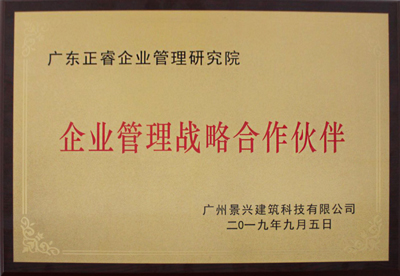 广东正睿企业管理研究院
企业管理战略合作伙伴
广州景兴建筑科技有限公司
二0一九年九月五日